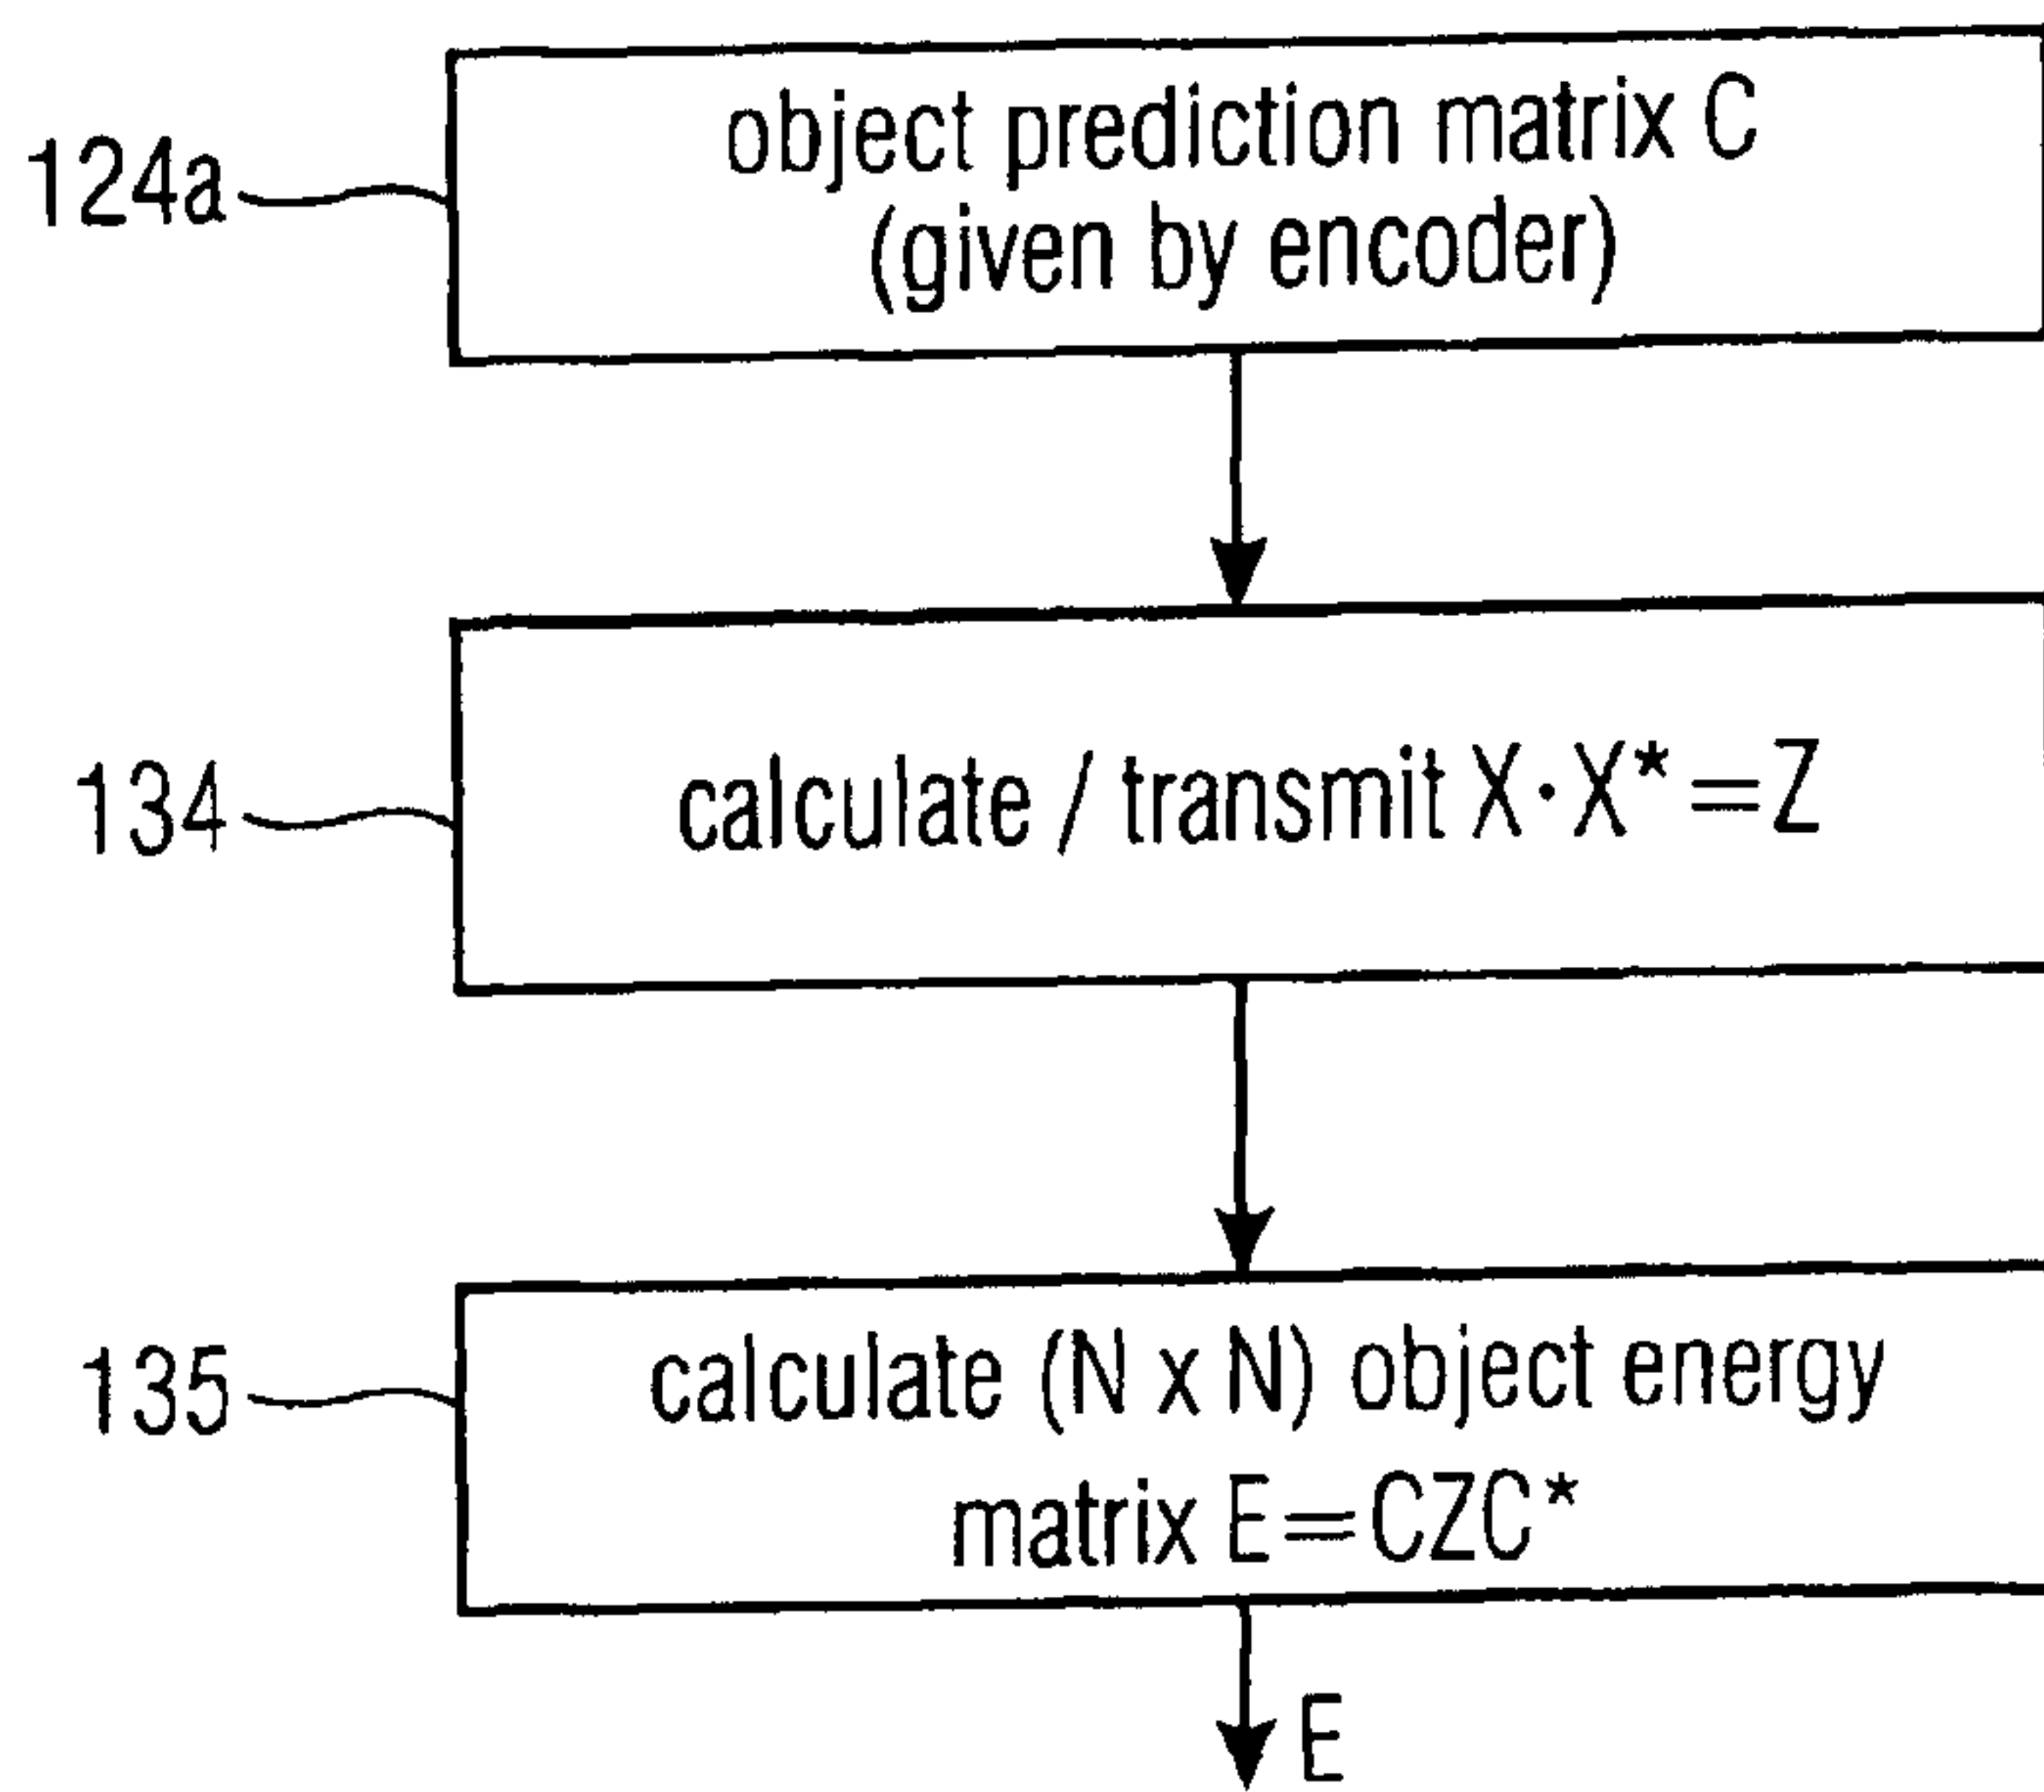 124a
object prediction matrix C
(given by encoder)
134
calculate / transmit X·X*=Z
135
calculate (N x N) object energy
matrix E=CZC*
E